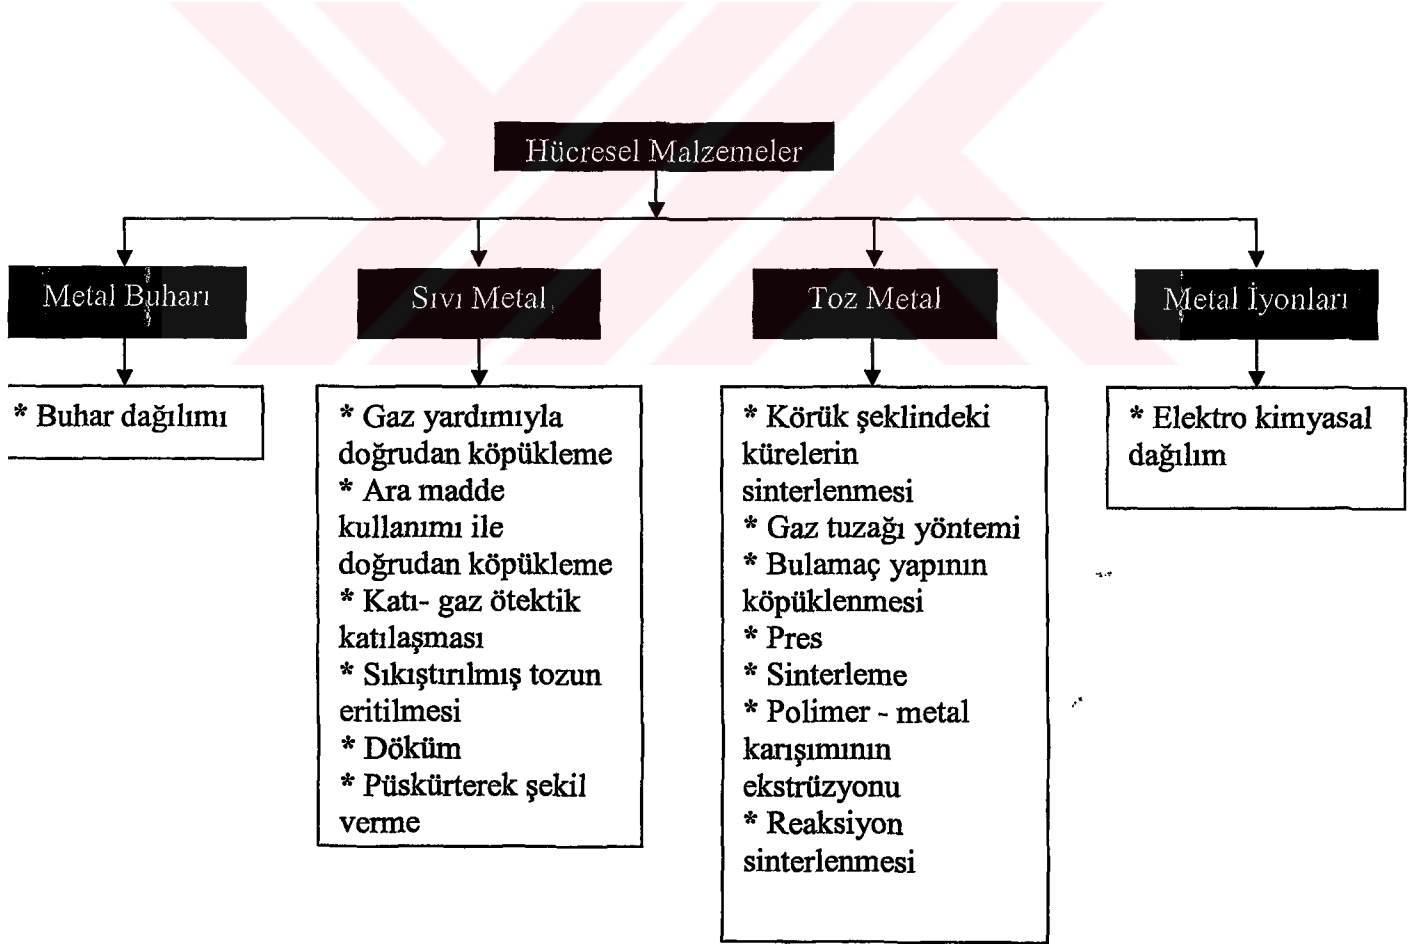 Hücresel Malzemeler
Metal Buharı
Sıvı Metal
Toz Metal
Metal İyonları
* Buhar dağılımı
* Gaz yardımıyla
doğrudan köpükleme
* Ara madde
kullanımı ile
doğrudan köpükleme
* Katı- gaz ötektik
katılaşması
* Sıkıştırılmış tozun
eritilmesi
* Döküm
* Püskürterek şekil
verme
* Körük şeklindeki
kürelerin
sinterlenmesi
* Gaz tuzağı yöntemi
* Bulamaç yapının
köpüklenmesi
* Pres
* Sinterleme
* Polimer - metal
karışımının
ekstrüzyonu
* Reaksiyon
sinterlenmesi
* Elektro kimyasal
dağılım